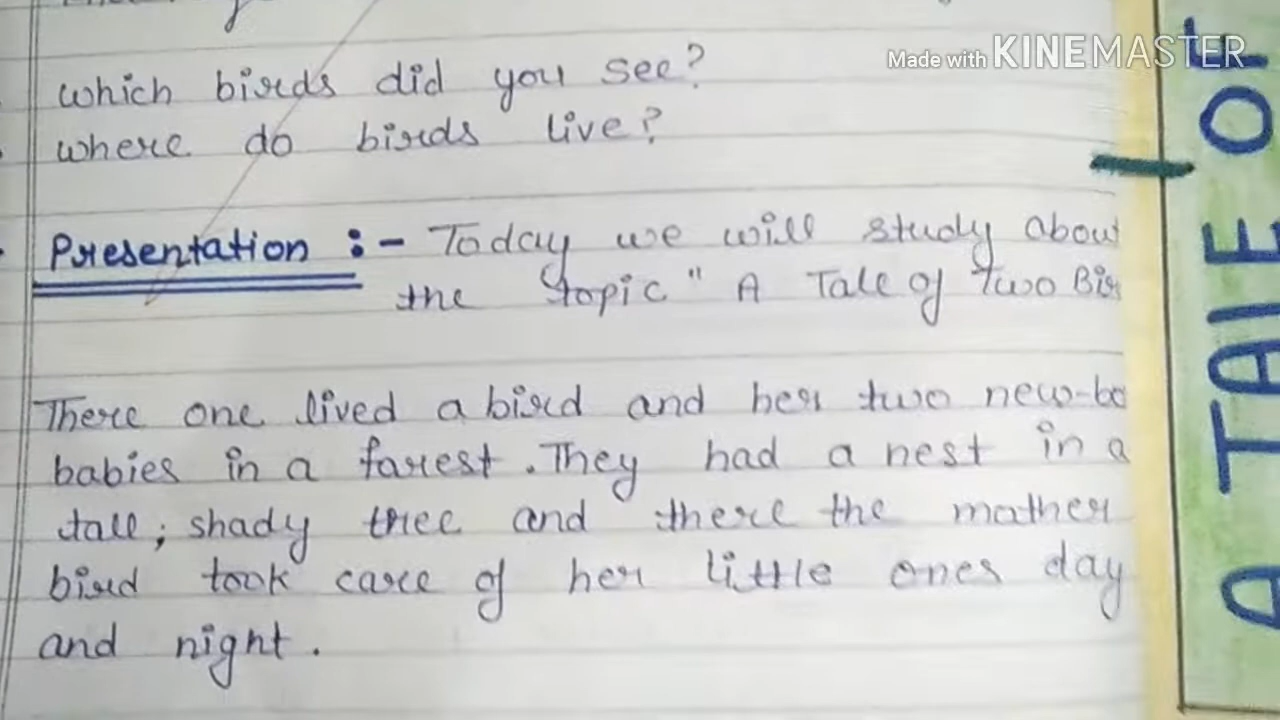 Made with KINEMASTER
which birds did you see?
where do birds live?
Presentation :- Today we will study about
the topic " A Tale of Two Bir
There one lived a bird and her two new-bo
babies in a farest. They had a nest in a
tall, shady tree and there the mather
bird took care of her little ones day
and night.
A TALE OF